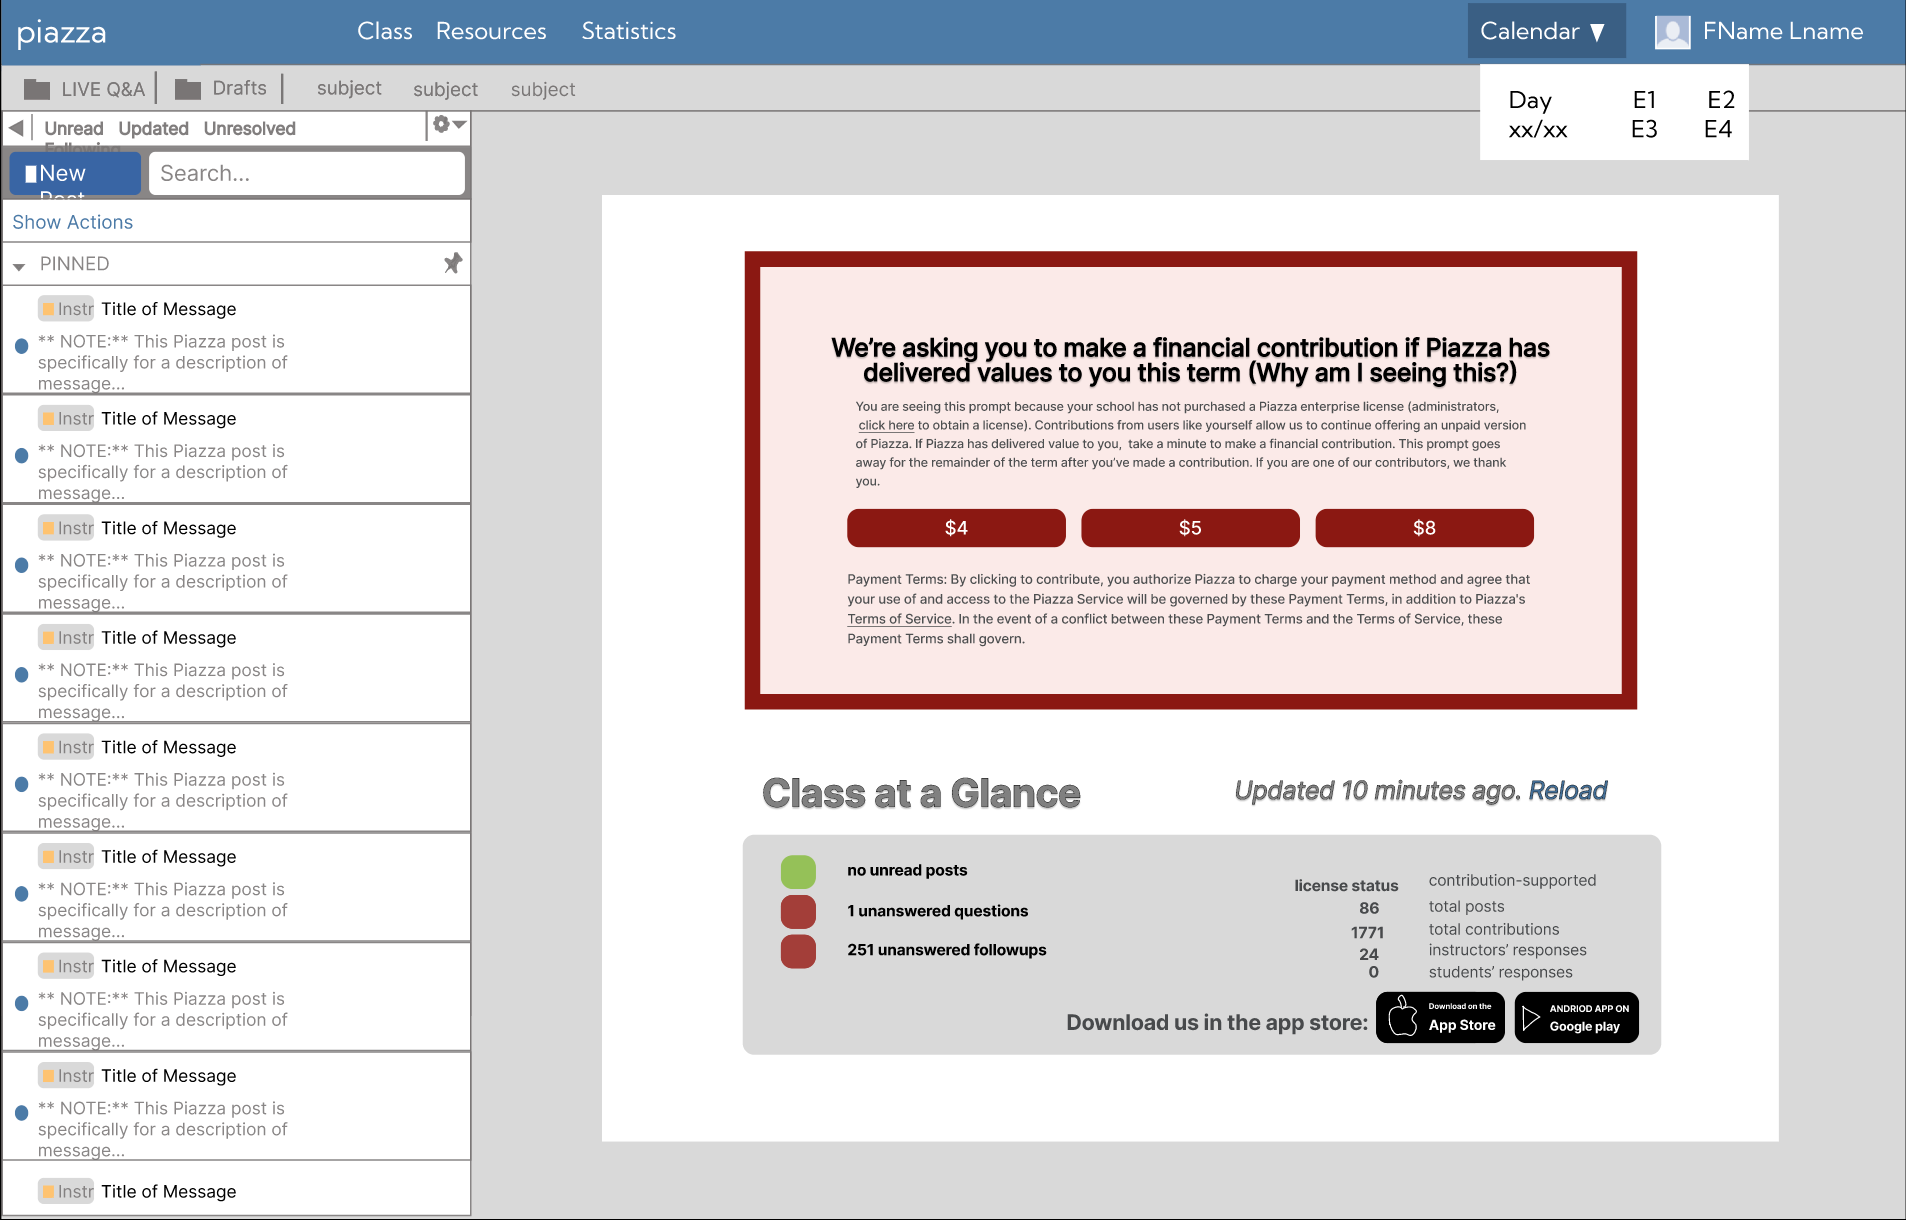 piazza
Class Resources Statistics
Calendar ▼ FName Lname
LIVE Q&A Drafts subject subject subject
Day E1 E2
xx/xx E3 E4
Unread Updated Unresolved
Following
New
Post
Search...
Show Actions
PINNED
Instr Title of Message
** NOTE:** This Piazza post is
specifically for a description of
message...
Instr Title of Message
** NOTE:** This Piazza post is
specifically for a description of
message...
Instr Title of Message
** NOTE:** This Piazza post is
specifically for a description of
message...
Instr Title of Message
** NOTE:** This Piazza post is
specifically for a description of
message...
Instr Title of Message
** NOTE:** This Piazza post is
specifically for a description of
message...
Instr Title of Message
** NOTE:** This Piazza post is
specifically for a description of
message...
Instr Title of Message
** NOTE:** This Piazza post is
specifically for a description of
message...
Instr Title of Message
** NOTE:** This Piazza post is
specifically for a description of
message...
Instr Title of Message
We're asking you to make a financial contribution if Piazza has
delivered values to you this term (Why am I seeing this?)
You are seeing this prompt because your school has not purchased a Piazza enterprise license (administrators,
click here to obtain a license). Contributions from users like yourself allow us to continue offering an unpaid version
of Piazza. If Piazza has delivered value to you, take a minute to make a financial contribution. This prompt goes
away for the remainder of the term after you've made a contribution. If you are one of our contributors, we thank
you.
$4 $5 $8
Payment Terms: By clicking to contribute, you authorize Piazza to charge your payment method and agree that
your use of and access to the Piazza Service will be governed by these Payment Terms, in addition to Piazza's
Terms of Service. In the event of a conflict between these Payment Terms and the Terms of Service, these
Payment Terms shall govern.
Class at a Glance Updated 10 minutes ago. Reload
no unread posts
1 unanswered questions
251 unanswered followups
license status contribution-supported
86 total posts
1771 total contributions
24 instructors' responses
0 students' responses
Download us in the app store:
Download on the
App Store
ANDRIOD APP ON
Google play